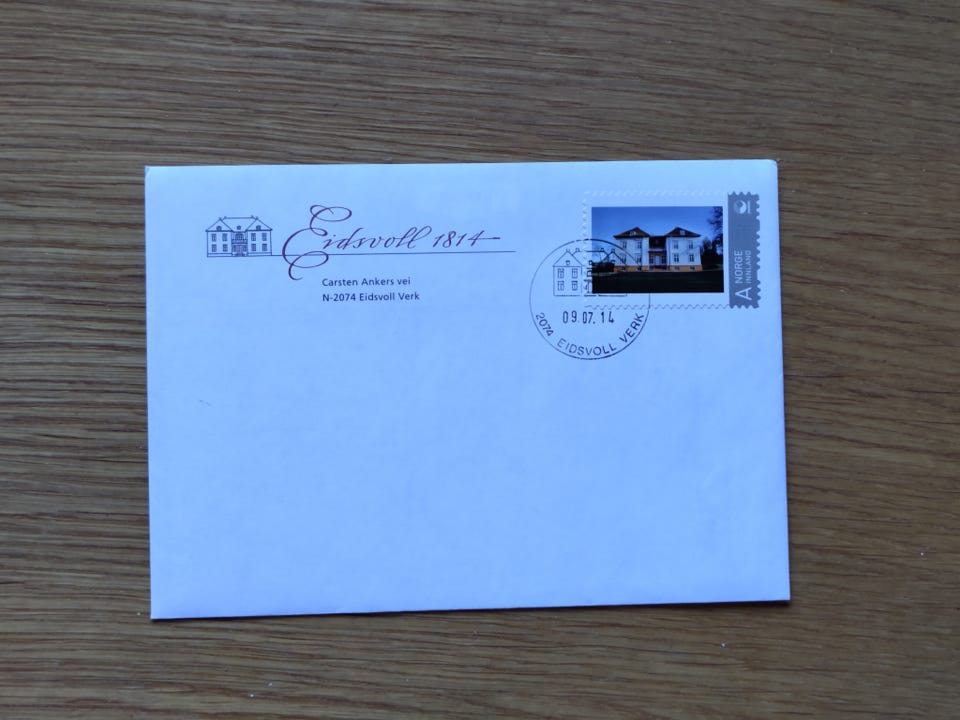 Eidsvoll 1814
Carsten Ankers vei
N-2074 Eidsvoll Verk
A NORGE
INNLAND
09.07.14
2074 EIDSVOLL VERK